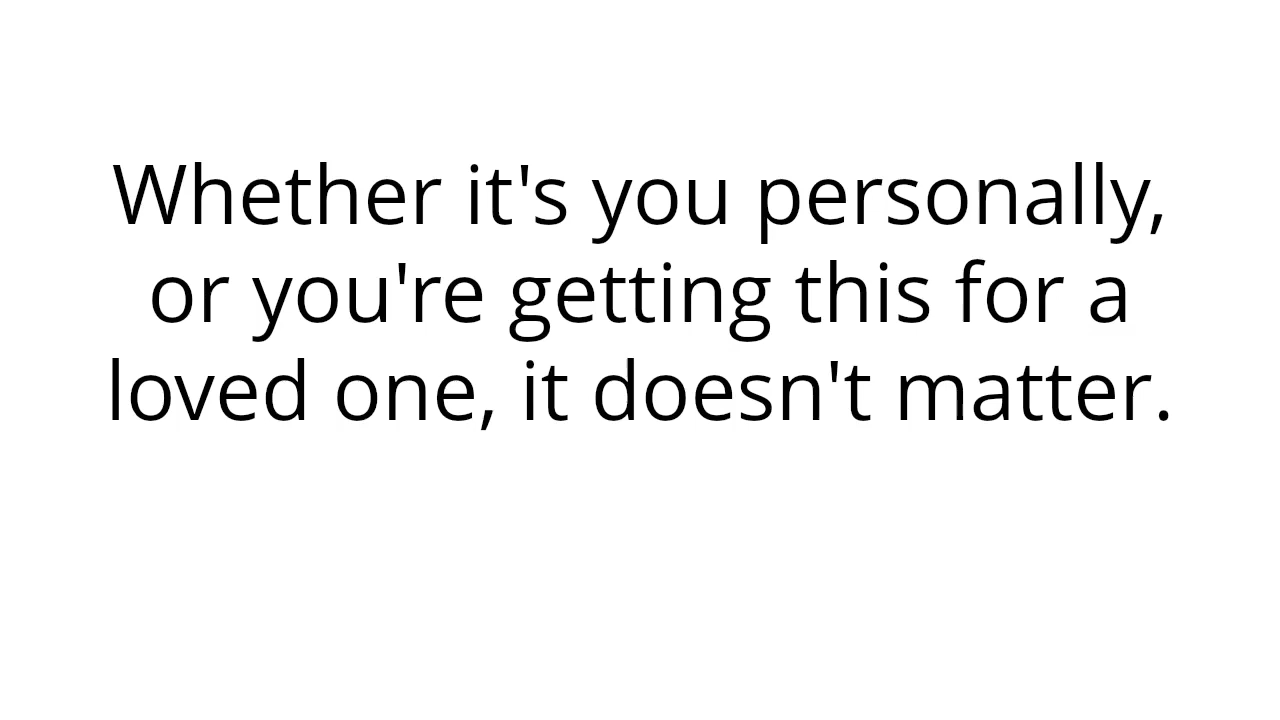 Whether it's you personally,
or you're getting this for a
loved one, it doesn't matter.